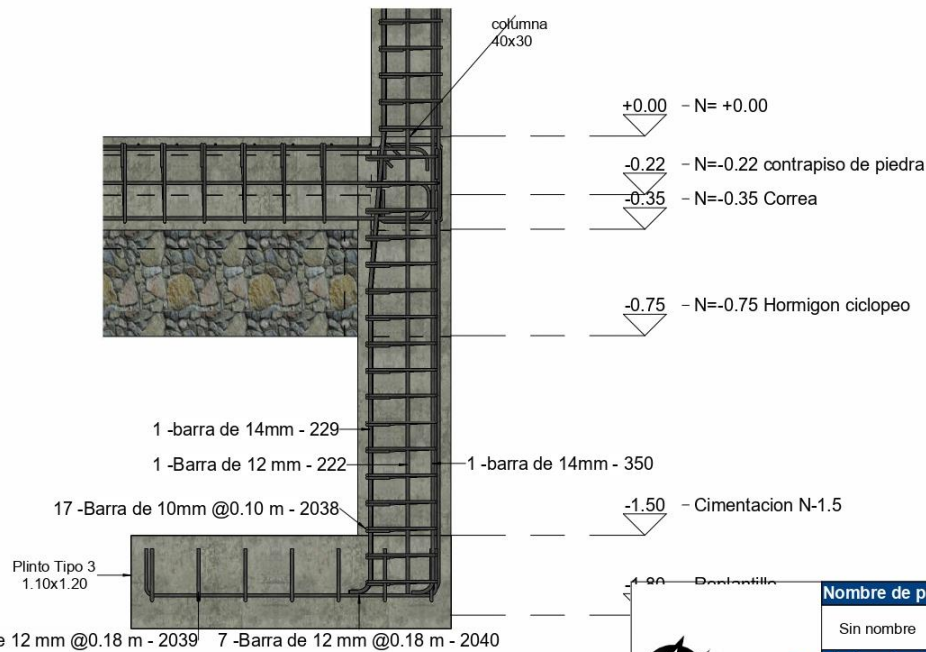 columna
40x30
+0.00 - N= +0.00
-0.22 - N=-0.22 contrapiso de piedra
-0.35 - N=-0.35 Correa
-0.75 - N=-0.75 Hormigon ciclopeo
1 -barra de 14mm - 229
1 -Barra de 12 mm - 222
1 -barra de 14mm - 350
17 -Barra de 10mm @0.10 m - 2038
-1.50 - Cimentacion N-1.5
Plinto Tipo 3
1.10x1.20
-1.80 Replantillo
Nombre de p
Sin nombre
e 12 mm @0.18 m - 2039
7 -Barra de 12 mm @0.18 m - 2040